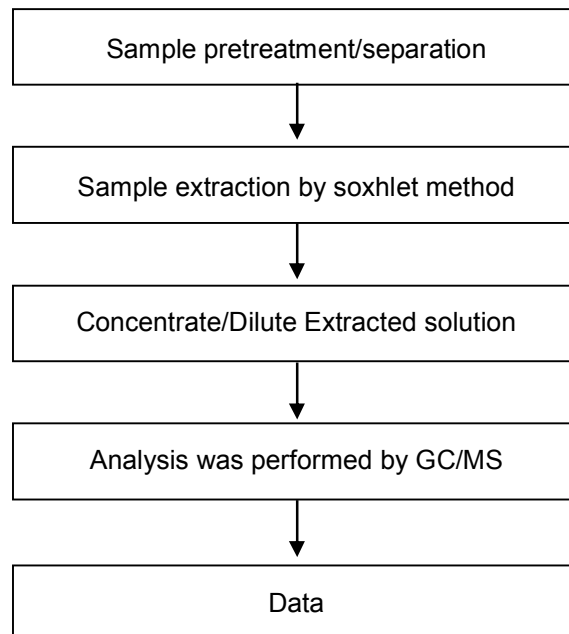 Sample pretreatment/separation
Sample extraction by soxhlet method
Concentrate/Dilute Extracted solution
Analysis was performed by GC/MS
Data